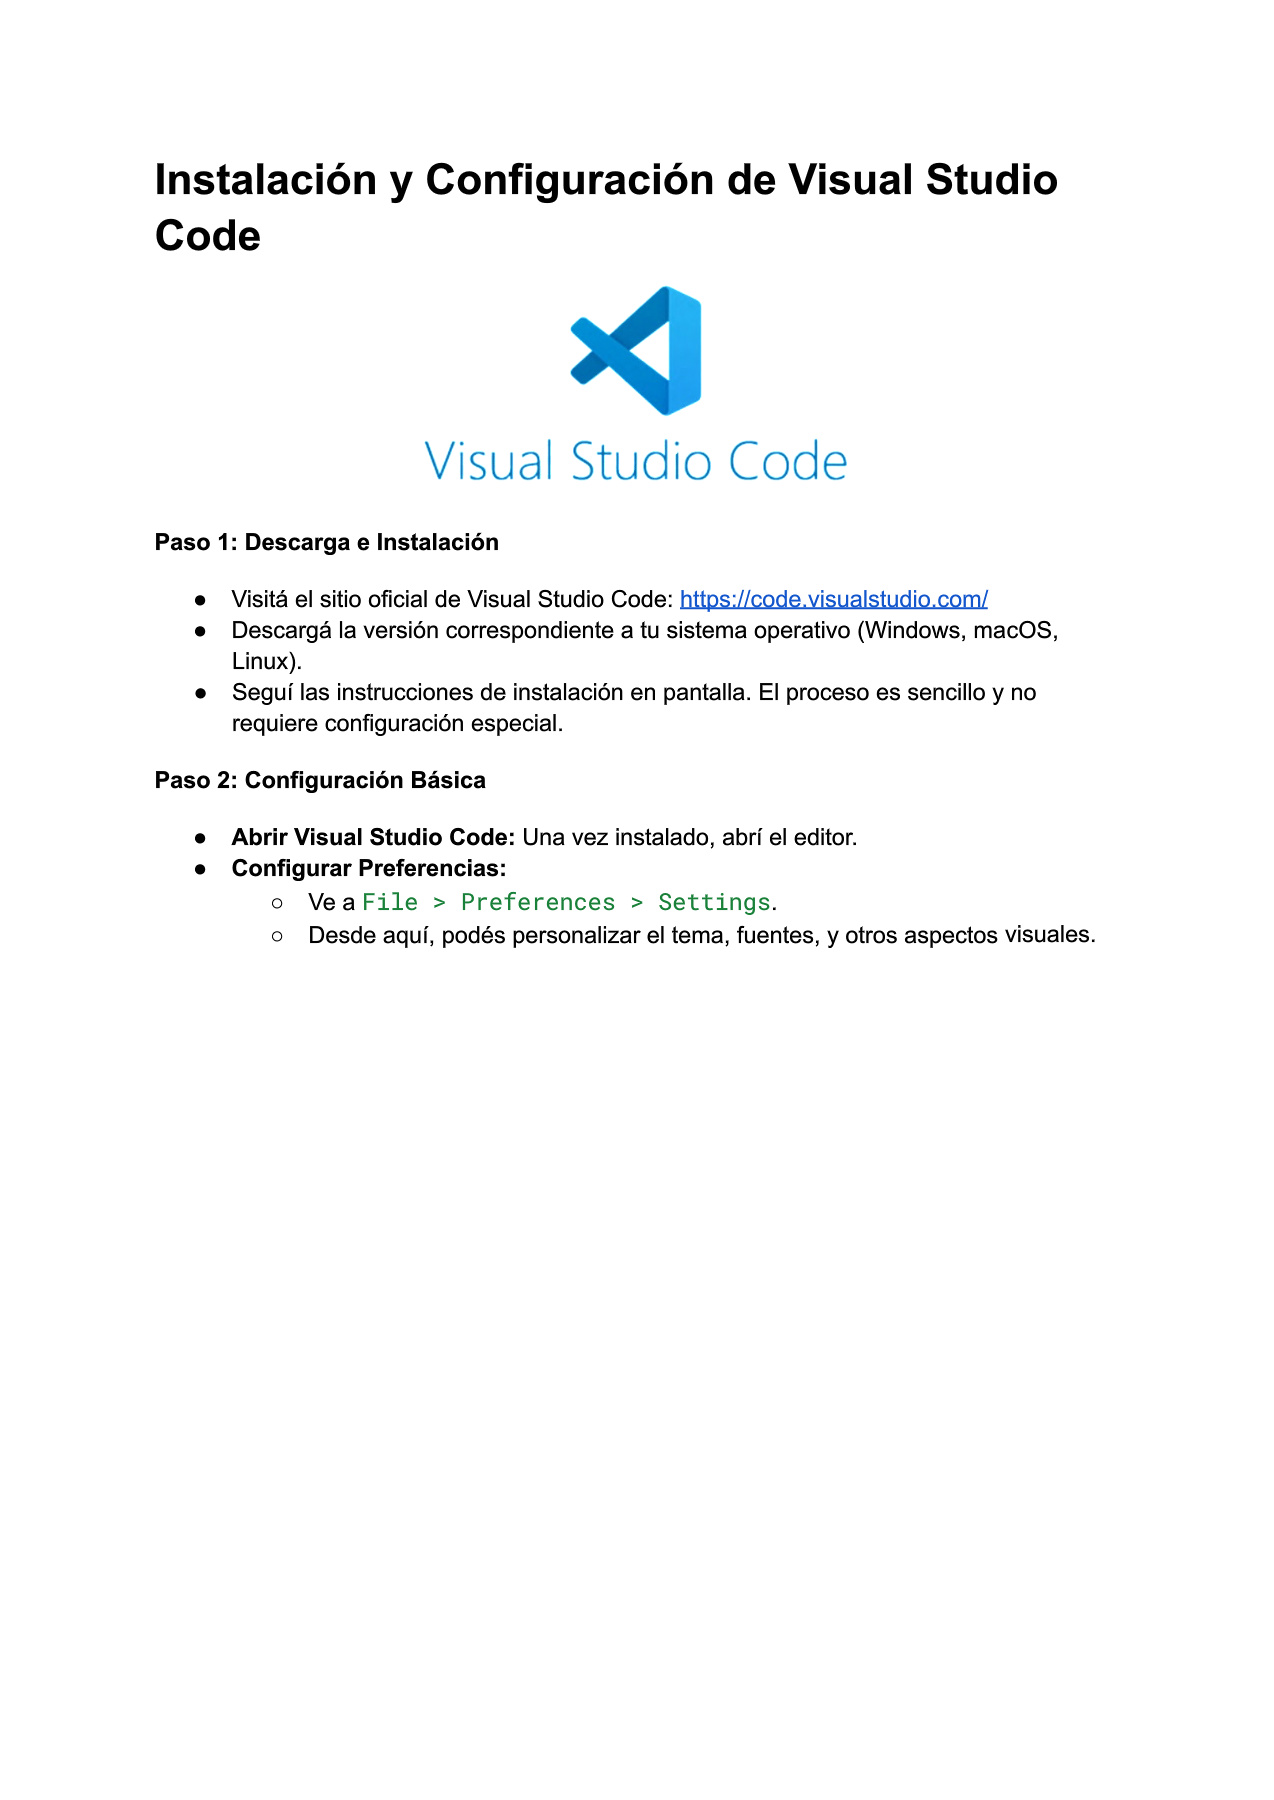 Instalación y Configuración de Visual Studio
Code
Visual Studio Code
Paso 1: Descarga e Instalación
● Visitá el sitio oficial de Visual Studio Code: https://code.visualstudio.com/
● Descargá la versión correspondiente a tu sistema operativo (Windows, macOS,
Linux).
● Seguí las instrucciones de instalación en pantalla. El proceso es sencillo y no
requiere configuración especial.
Paso 2: Configuración Básica
● Abrir Visual Studio Code: Una vez instalado, abrí el editor.
● Configurar Preferencias:
○ Ve a File > Preferences > Settings.
○ Desde aquí, podés personalizar el tema, fuentes, y otros aspectos visuales.